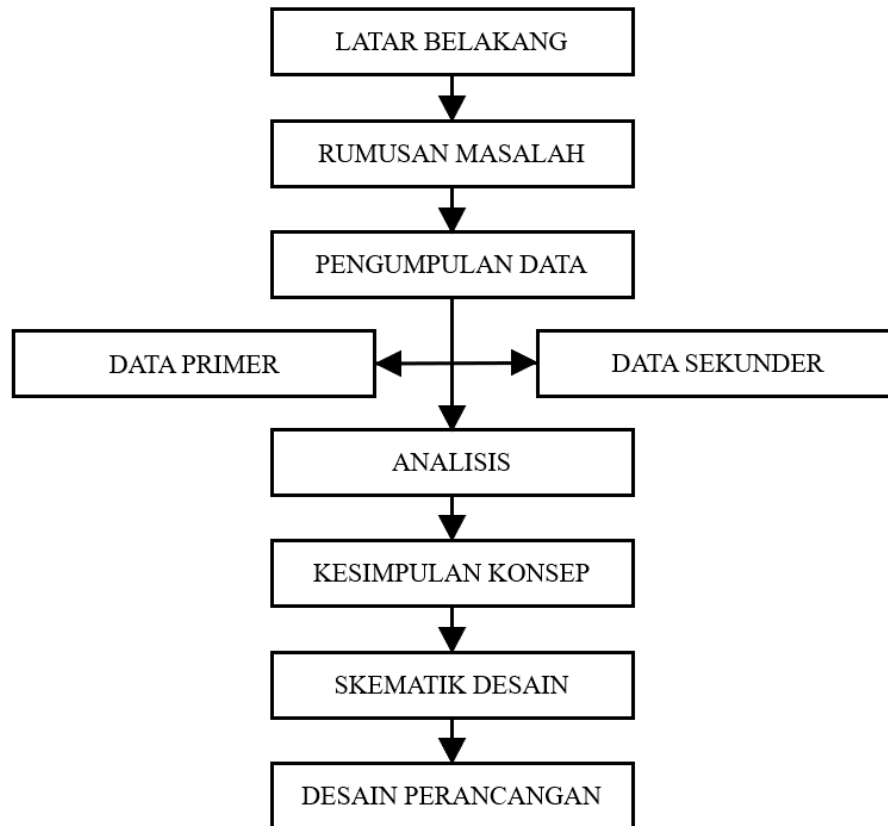 LATAR BELAKANG
RUMUSAN MASALAH
PENGUMPULAN DATA
DATA PRIMER
DATA SEKUNDER
ANALISIS
KESIMPULAN KONSEP
SKEMATIK DESAIN
DESAIN PERANCANGAN